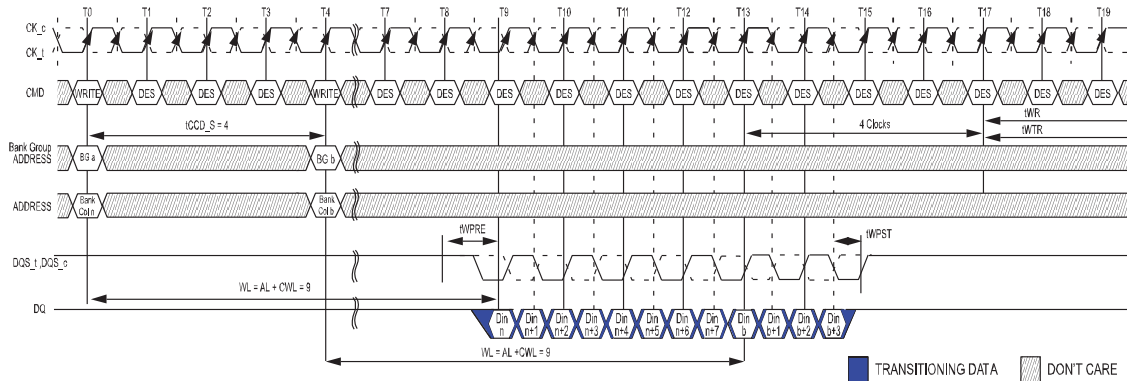 T0 T1 T2 T3 T4 T7 T8 T9 T10 T11 T12 T13 T14 T15 T16 T17 T18 T19
CK_c
CK_t
CMD WRITE DES DES DES WRITE DES DES DES DES DES DES DES DES DES DES DES DES DES
tWR
tCCD_S = 4 4 Clocks
tWTR
Bank Group
ADDRESS BG a BG b
ADDRESS Bank Col n Bank Col b
tWPRE tWPST
DQS_t ,DQS_c
WL = AL + CWL = 9
DQ Din n Din n+1 Din n+2 Din n+3 Din n+4 Din n+5 Din n+6 Din n+7 Din b Din b+1 Din b+2 Din b+3
WL = AL +CWL = 9
TRANSITIONING DATA DON'T CARE